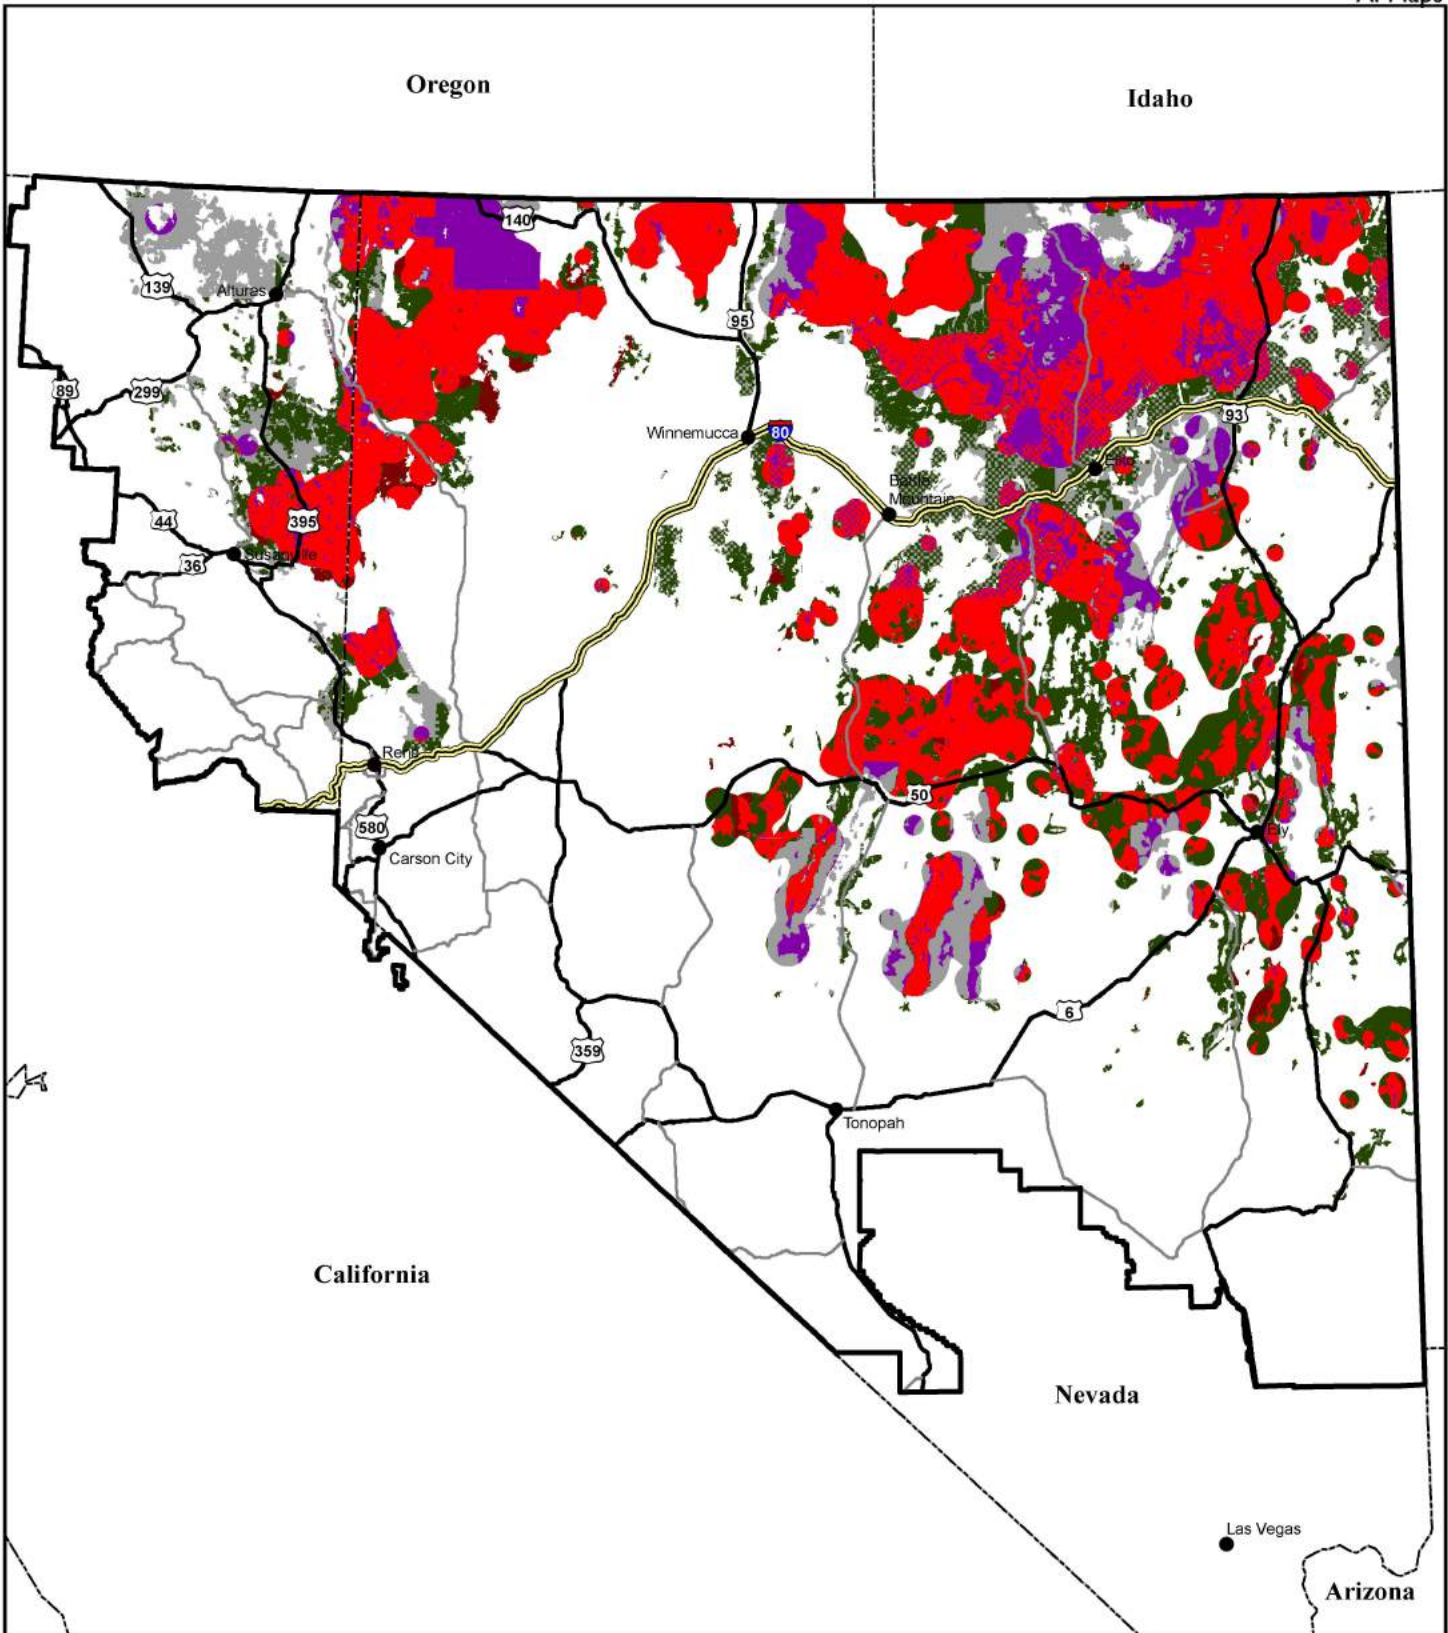 Oregon
Idaho
140
139
Alturas
95
89
299
93
Winnemucca
80
Elko
Battle
Mountain
44
395
Susanville
36
Reno
50
580
Ely
Carson City
6
359
Tonopah
California
Nevada
Las Vegas
Arizona